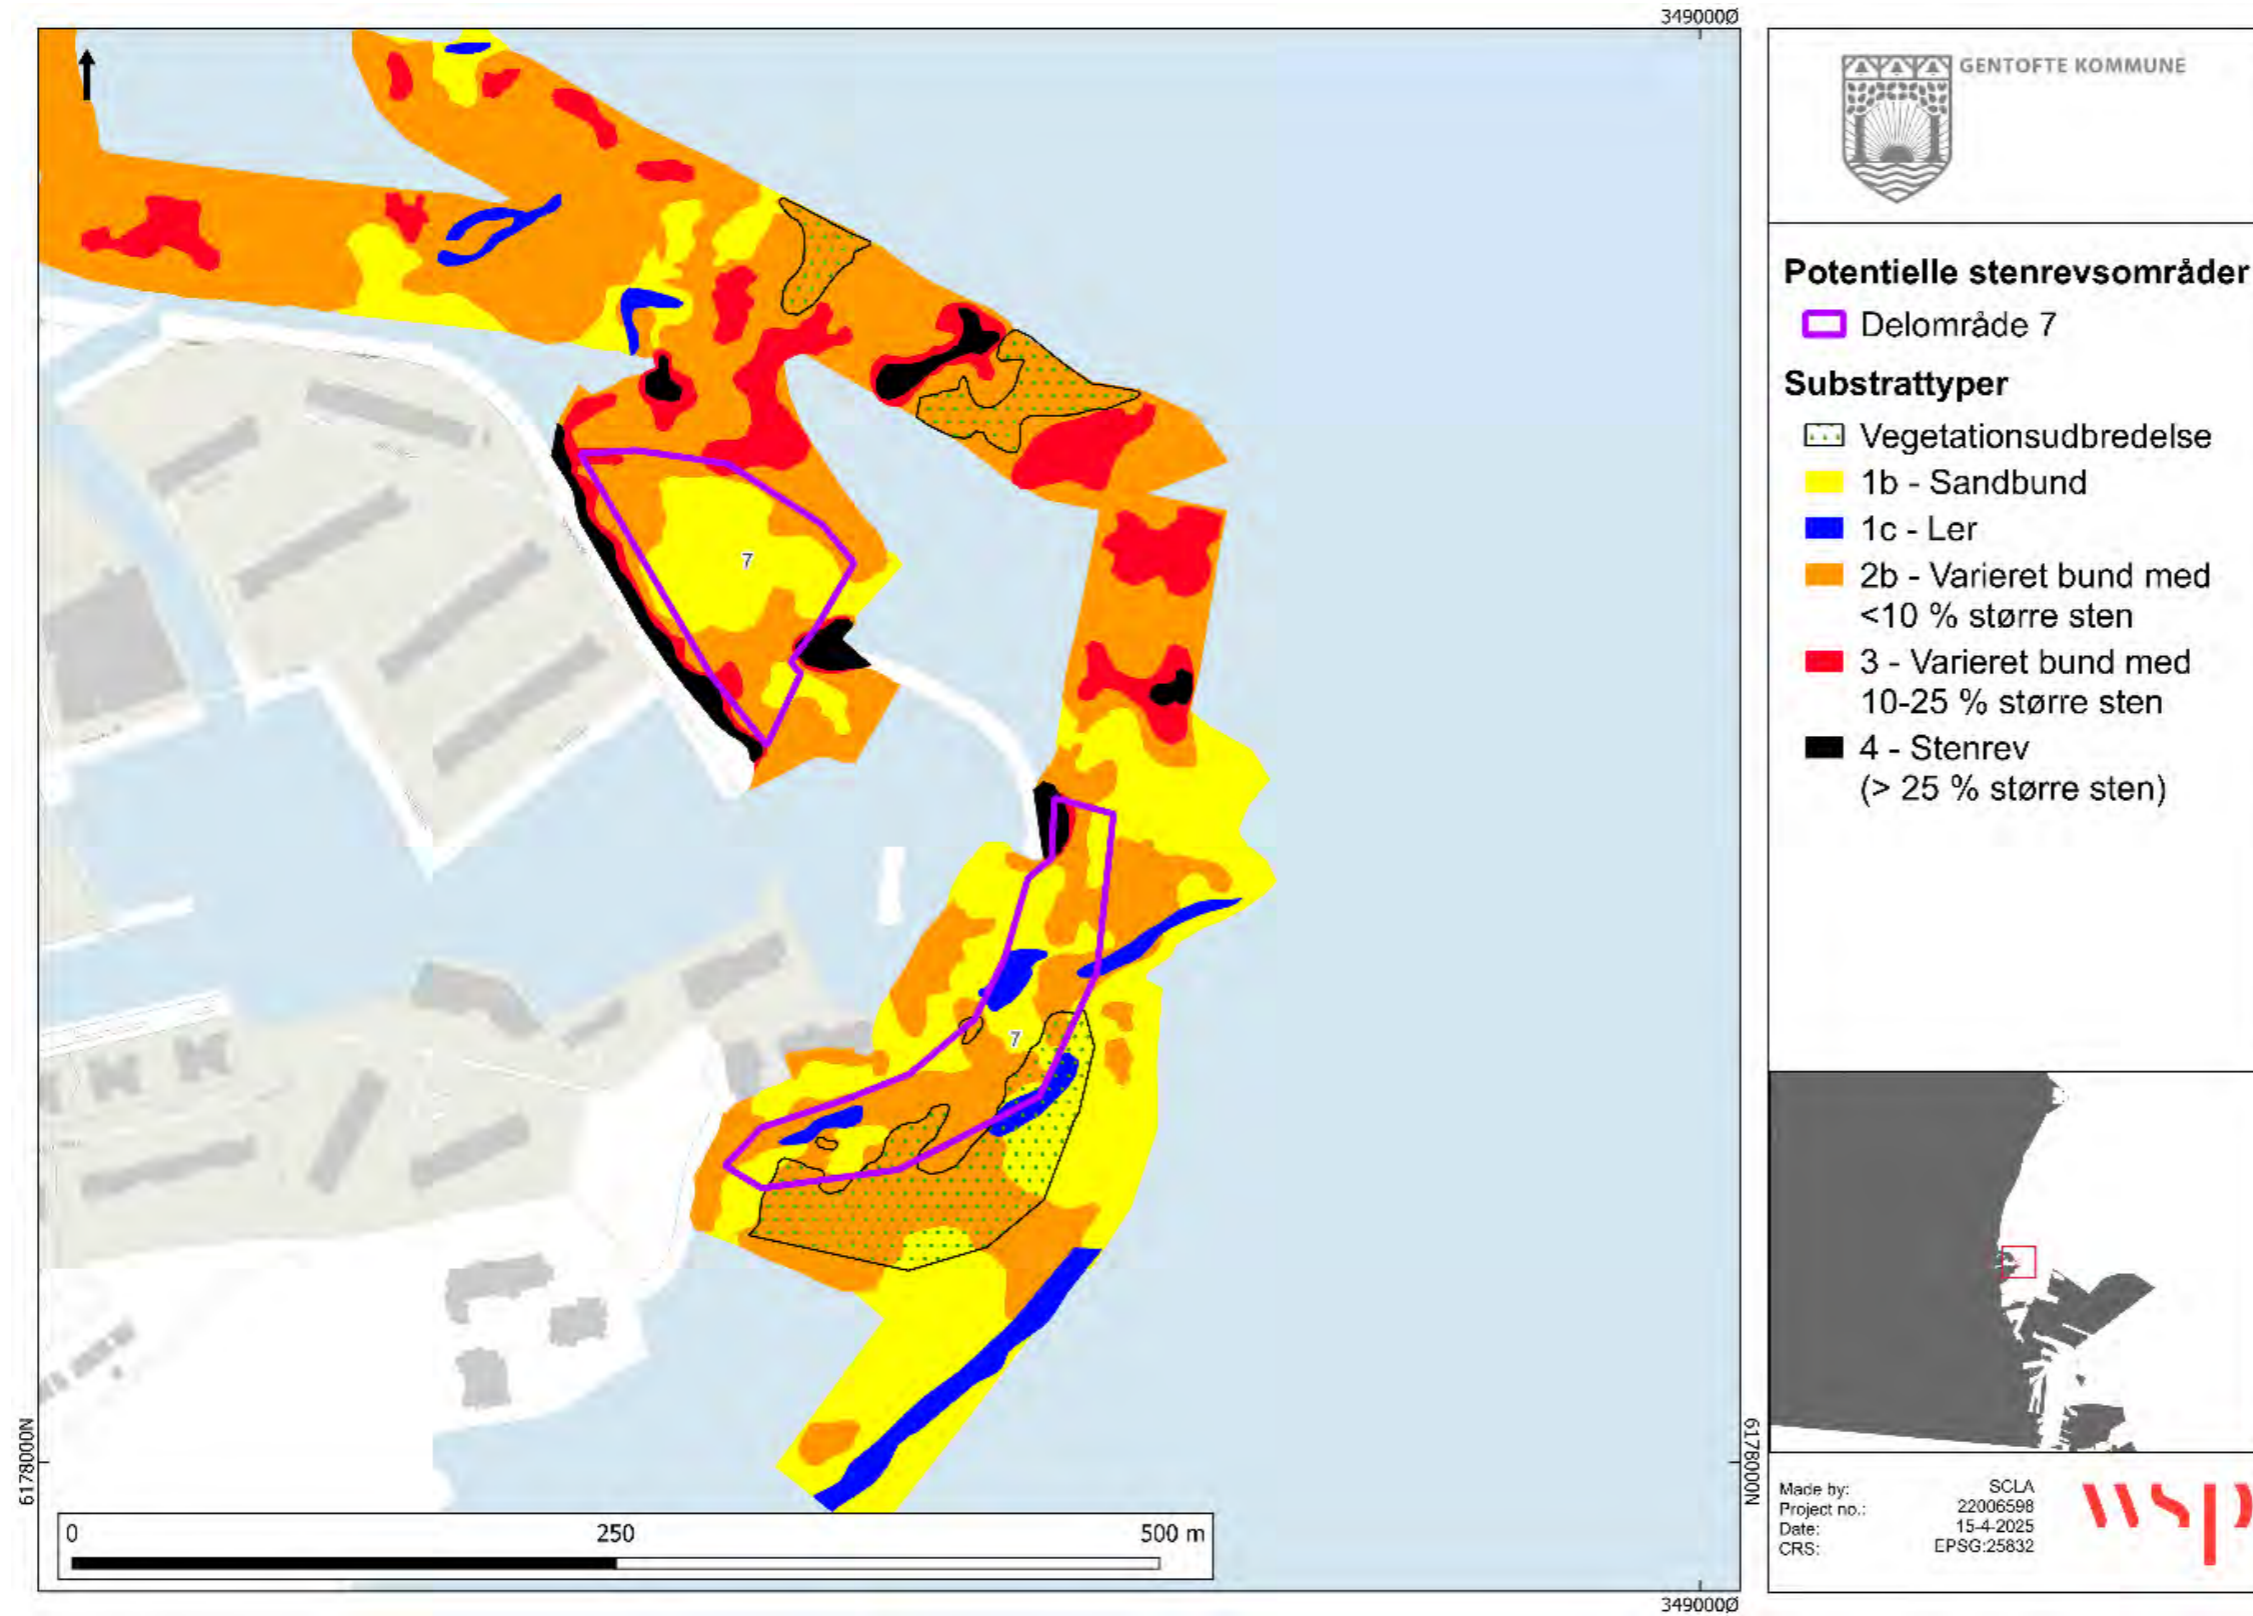 349000Ø
GENTOFTE KOMMUNE
Potentielle stenrevsområder
Delområde 7
Substrattyper
Vegetationsudbredelse
1b - Sandbund
1c - Ler
2b - Varieret bund med
<10 % større sten
3 - Varieret bund med
10-25 % større sten
4 - Stenrev
(> 25 % større sten)
7
7
6178000N
6178000N
0 250 500 m
349000Ø
Made by: SCLA
Project no.: 22006598
Date: 15-4-2025
CRS: EPSG:25832
wsp